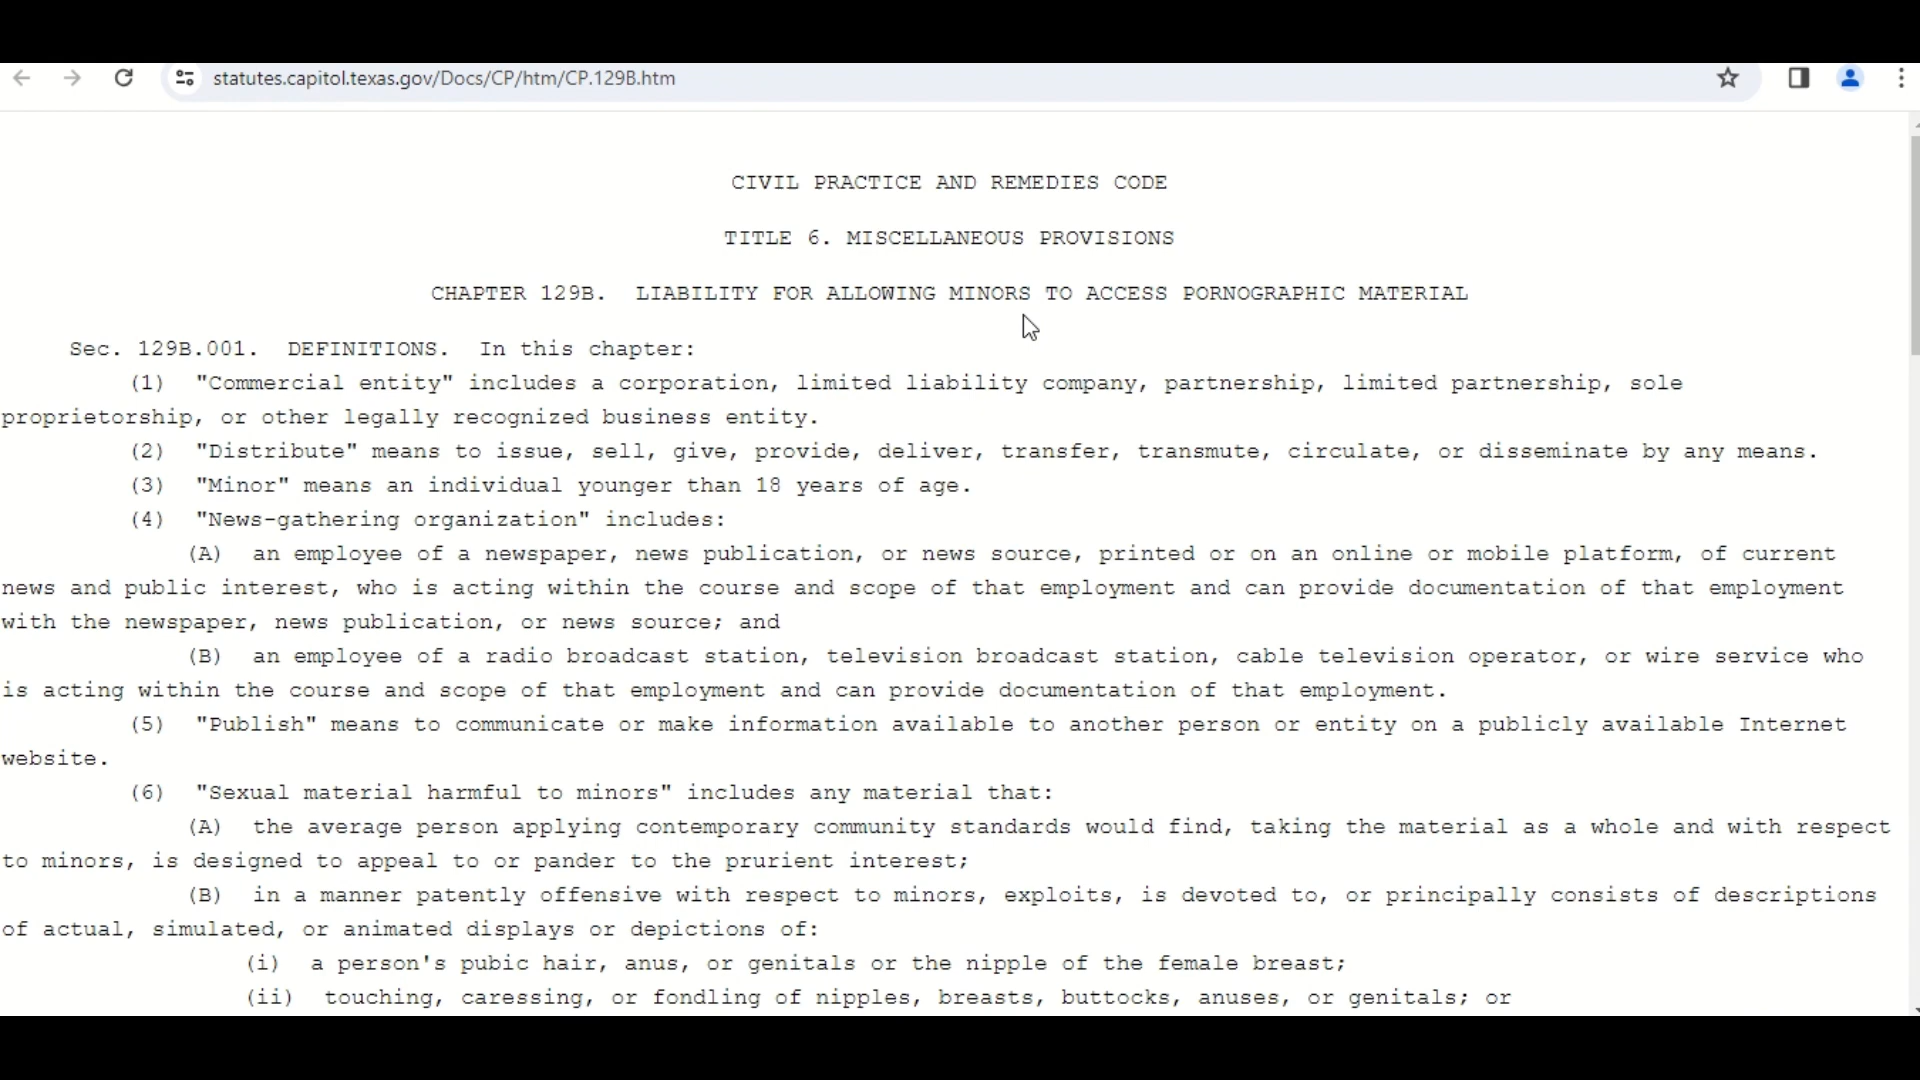 statutes.capitol.texas.gov/Docs/CP/htm/CP.129B.htm
CIVIL PRACTICE AND REMEDIES CODE
TITLE 6. MISCELLANEOUS PROVISIONS
CHAPTER 129B. LIABILITY FOR ALLOWING MINORS TO ACCESS PORNOGRAPHIC MATERIAL
Sec. 129B.001. DEFINITIONS. In this chapter:
(1) "Commercial entity" includes a corporation, limited liability company, partnership, limited partnership, sole
proprietorship, or other legally recognized business entity.
(2) "Distribute" means to issue, sell, give, provide, deliver, transfer, transmute, circulate, or disseminate by any means.
(3) "Minor" means an individual younger than 18 years of age.
(4) "News-gathering organization" includes:
(A) an employee of a newspaper, news publication, or news source, printed or on an online or mobile platform, of current
news and public interest, who is acting within the course and scope of that employment and can provide documentation of that employment
with the newspaper, news publication, or news source; and
(B) an employee of a radio broadcast station, television broadcast station, cable television operator, or wire service who
is acting within the course and scope of that employment and can provide documentation of that employment.
(5) "Publish" means to communicate or make information available to another person or entity on a publicly available Internet
website.
(6) "Sexual material harmful to minors" includes any material that:
(A) the average person applying contemporary community standards would find, taking the material as a whole and with respect
to minors, is designed to appeal to or pander to the prurient interest;
(B) in a manner patently offensive with respect to minors, exploits, is devoted to, or principally consists of descriptions
of actual, simulated, or animated displays or depictions of:
(i) a person's pubic hair, anus, or genitals or the nipple of the female breast;
(ii) touching, caressing, or fondling of nipples, breasts, buttocks, anuses, or genitals; or